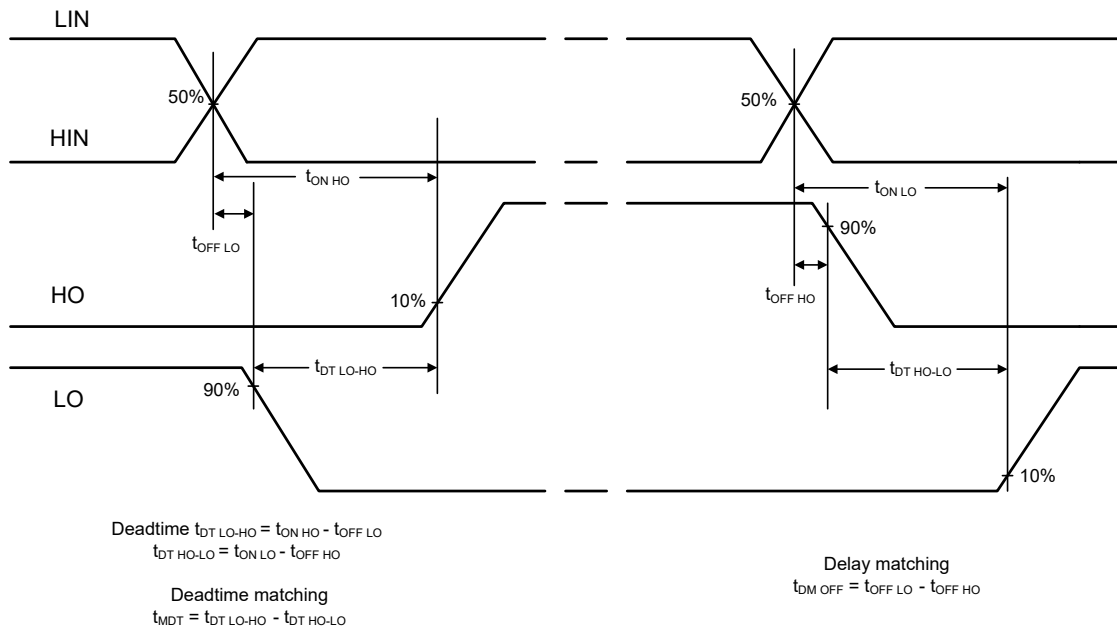 LIN
50%
50%
HIN
tON HO
tON LO
tOFF LO
90%
HO
10%
tOFF HO
tDT LO-HO
tDT HO-LO
90%
LO
10%
Deadtime tDT LO-HO = tON HO - tOFF LO
tDT HO-LO = tON LO - tOFF HO
Delay matching
tDM OFF = tOFF LO - tOFF HO
Deadtime matching
tMDT = tDT LO-HO - tDT HO-LO